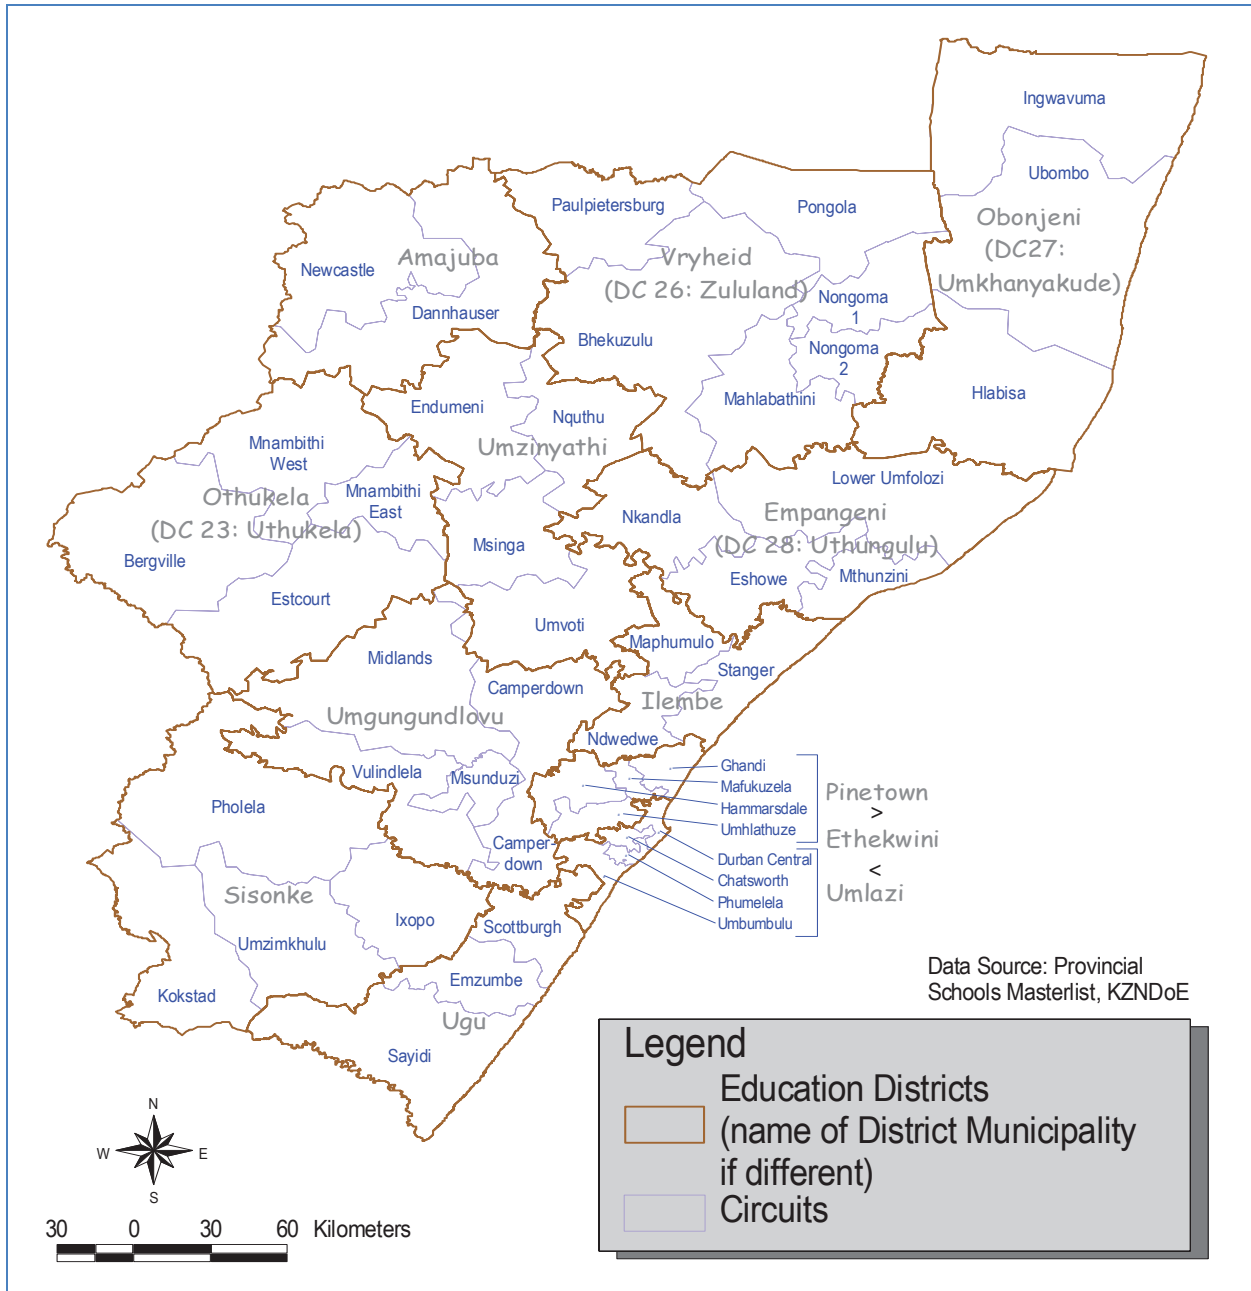 Ingwavuma
Ubombo
Obonjeni
(DC27:
Umkhanyakude)
Hlabisa
Paulpietersburg
Pongola
Vryheid
(DC 26: Zululand)
Nongoma
1
Nongoma
2
Bhekuzulu
Mahlabathini
Amajuba
Newcastle
Dannhauser
Endumeni
Nquthu
Umzinyathi
Msinga
Umvoti
Mnambithi
West
Mnambithi
East
Othukela
(DC 23: Uthukela)
Bergville
Estcourt
Lower Umfolozi
Nkandla
Empangeni
(DC 28: Uthungulu)
Eshowe
Mthunzini
Maphumulo
Stanger
Ilembe
Ndwedwe
Midlands
Camperdown
Umgungundlovu
Vulindlela
Msunduzi
Camper-
down
Ghandi
Mafukuzela
Hammarsdale
Umhlathuze
Durban Central
Chatsworth
Phumelela
Umbumbulu
Pinetown
>
Ethekwini
<
Umlazi
Pholela
Sisonke
Ixopo
Umzimkhulu
Kokstad
Scottburgh
Emzumbe
Ugu
Sayidi
Data Source: Provincial
Schools Masterlist, KZNDoE
Legend
Education Districts
(name of District Municipality
if different)
Circuits
N
W
E
S
30 0 30 60 Kilometers